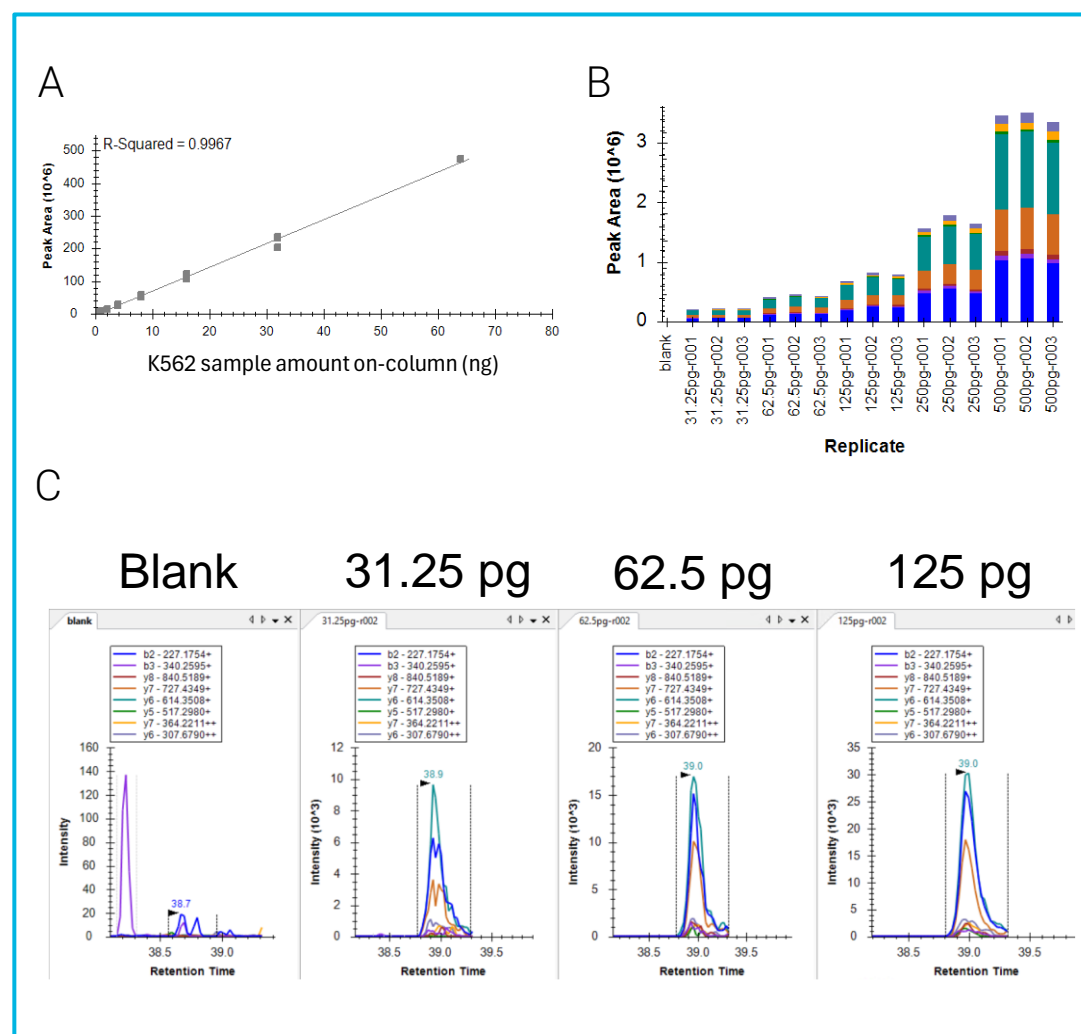 A
R-Squared = 0.9967
Peak Area (10^6)
500
400
300
200
100
0
0 10 20 30 40 50 60 70 80
K562 sample amount on-column (ng)
B
Peak Area (10^6)
3
2
1
0
blank
31.25pg-r001
31.25pg-r002
31.25pg-r003
62.5pg-r001
62.5pg-r002
62.5pg-r003
125pg-r001
125pg-r002
125pg-r003
250pg-r001
250pg-r002
250pg-r003
500pg-r001
500pg-r002
500pg-r003
Replicate
C
Blank
31.25 pg
62.5 pg
125 pg
blank
b2 - 227.1754+
b3 - 340.2595+
y8 - 840.5189+
y7 - 727.4349+
y6 - 614.3508+
y5 - 517.2980+
y7 - 364.2211++
y6 - 307.6790++
160
140
120
100
80
60
40
20
0
Intensity
38.7
38.5 39.0
Retention Time
31.25pg-r002
b2 - 227.1754+
b3 - 340.2595+
y8 - 840.5189+
y7 - 727.4349+
y6 - 614.3508+
y5 - 517.2980+
y7 - 364.2211++
y6 - 307.6790++
12
10
8
6
4
2
0
Intensity (10^3)
38.9
38.5 39.0 39.5
Retention Time
62.5pg-r002
b2 - 227.1754+
b3 - 340.2595+
y8 - 840.5189+
y7 - 727.4349+
y6 - 614.3508+
y5 - 517.2980+
y7 - 364.2211++
y6 - 307.6790++
20
15
10
5
0
Intensity (10^3)
39.0
38.5 39.0 39.5
Retention Time
125pg-r002
b2 - 227.1754+
b3 - 340.2595+
y8 - 840.5189+
y7 - 727.4349+
y6 - 614.3508+
y5 - 517.2980+
y7 - 364.2211++
y6 - 307.6790++
35
30
25
20
15
10
5
0
Intensity (10^3)
39.0
38.5 39.0 39.5
Retention Time